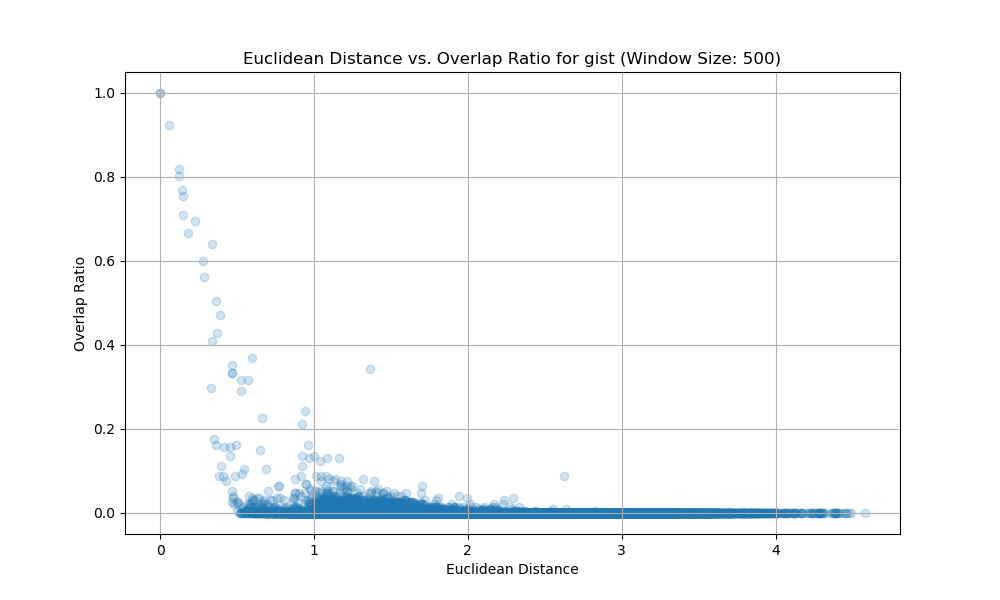 Euclidean Distance vs. Overlap Ratio for gist (Window Size: 500)
1.0
0.8
0.6
0.4
0.2
0.0
Overlap Ratio
0 1 2 3 4
Euclidean Distance